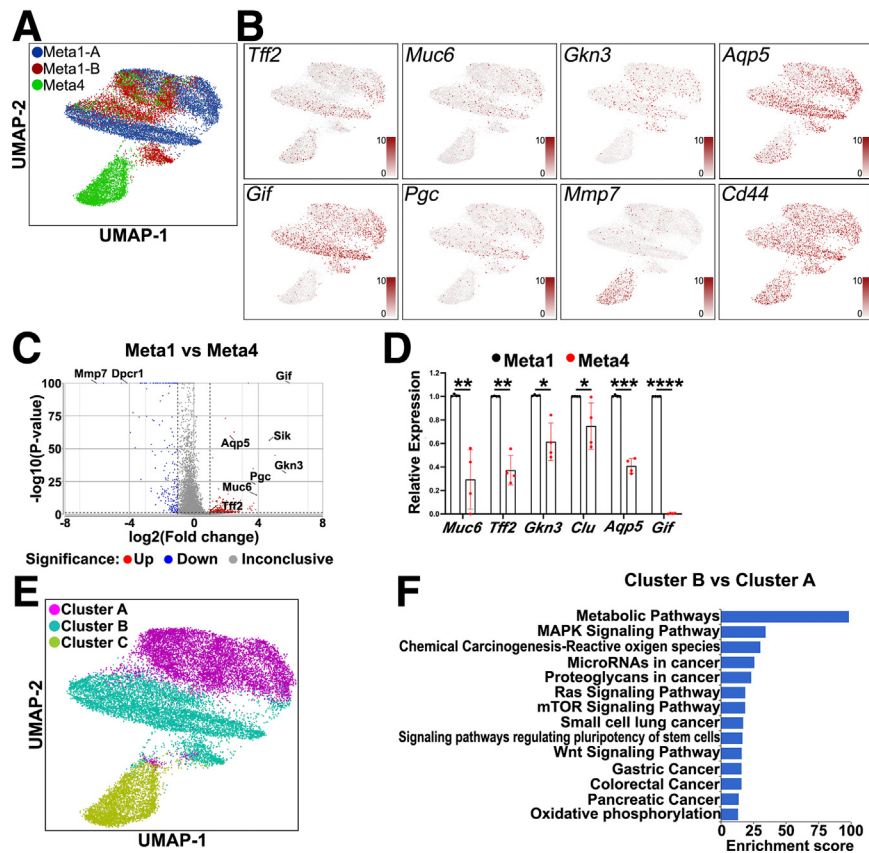 A
Meta1-A
Meta1-B
Meta4
UMAP-2
UMAP-1
B
Tff2
Muc6
Gkn3
Aqp5
10
0
10
0
10
0
10
0
Gif
Pgc
Mmp7
Cd44
10
0
10
0
10
0
10
0
C
Meta1 vs Meta4
Mmp7 Dpcr1 Gif
Sik
Aqp5
Gkn3
Pgc
Muc6
Tff2
100
75
50
25
0
-log10(P-value)
-8 -4 0 4 8
log2(Fold change)
Significance: Up Down Inconclusive
D
Meta1 Meta4
** ** * * *** ****
1.2
1.0
0.8
0.6
0.4
0.2
0.0
Relative Expression
Muc6 Tff2 Gkn3 Clu Aqp5 Gif
E
Cluster A
Cluster B
Cluster C
UMAP-2
UMAP-1
F
Cluster B vs Cluster A
Metabolic Pathways
MAPK Signaling Pathway
Chemical Carcinogenesis-Reactive oxigen species
MicroRNAs in cancer
Proteoglycans in cancer
Ras Signaling Pathway
mTOR Signaling Pathway
Small cell lung cancer
Signaling pathways regulating pluripotency of stem cells
Wnt Signaling Pathway
Gastric Cancer
Colorectal Cancer
Pancreatic Cancer
Oxidative phosphorylation
0 25 50 75 100
Enrichment score